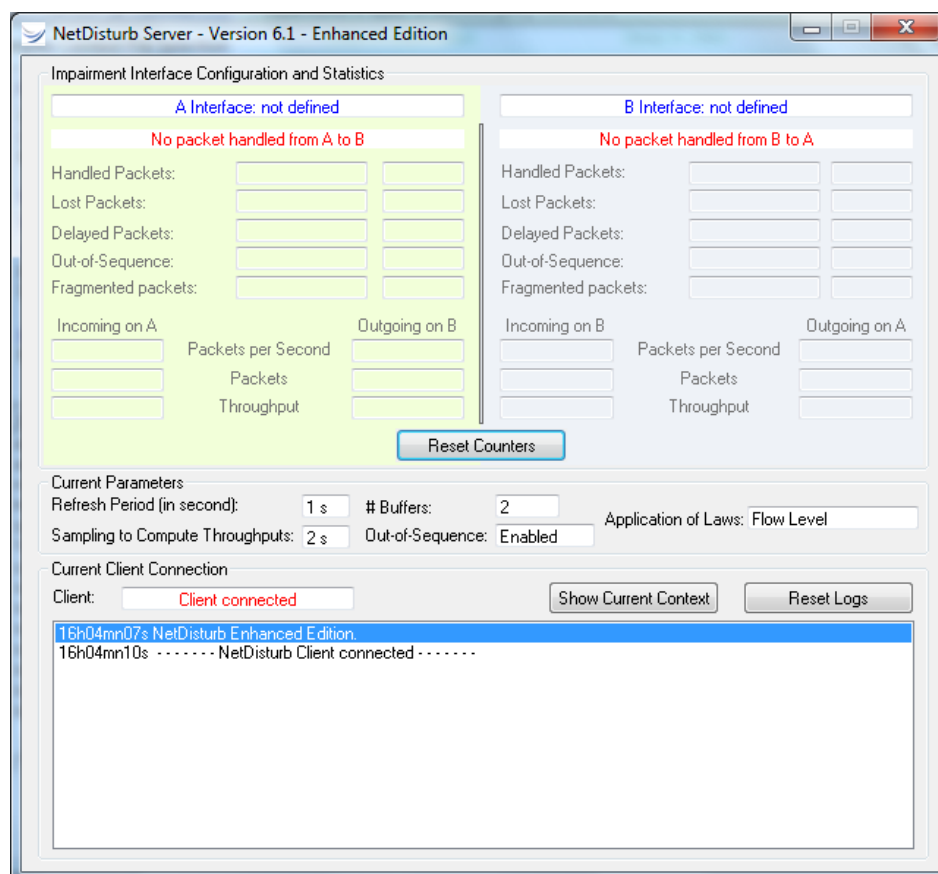 NetDisturb Server - Version 6.1 - Enhanced Edition
Impairment Interface Configuration and Statistics
A Interface: not defined
No packet handled from A to B
Handled Packets:
Lost Packets:
Delayed Packets:
Out-of-Sequence:
Fragmented packets:
Incoming on A Outgoing on B
Packets per Second
Packets
Throughput
B Interface: not defined
No packet handled from B to A
Handled Packets:
Lost Packets:
Delayed Packets:
Out-of-Sequence:
Fragmented packets:
Incoming on B Outgoing on A
Packets per Second
Packets
Throughput
Reset Counters
Current Parameters
Refresh Period (in second): 1 s # Buffers: 2
Sampling to Compute Throughputs: 2 s Out-of-Sequence: Enabled
Application of Laws: Flow Level
Current Client Connection
Client: Client connected Show Current Context Reset Logs
16h04mn07s NetDisturb Enhanced Edition.
16h04mn10s - - - - - - - NetDisturb Client connected - - - - - - -